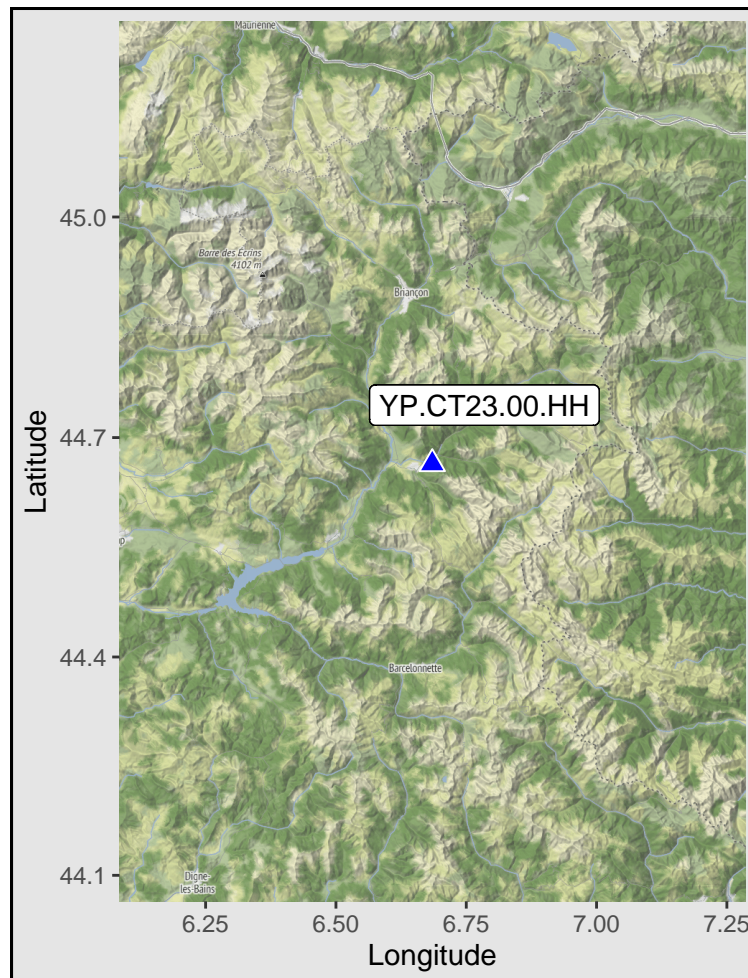 Maurienne
45.0
Barre des Écrins
4102 m
Briançon
YP.CT23.00.HH
44.7
Latitude
44.4
Barcelonnette
44.1
Digne-
les-Bains
6.25 6.50 6.75 7.00 7.25
Longitude